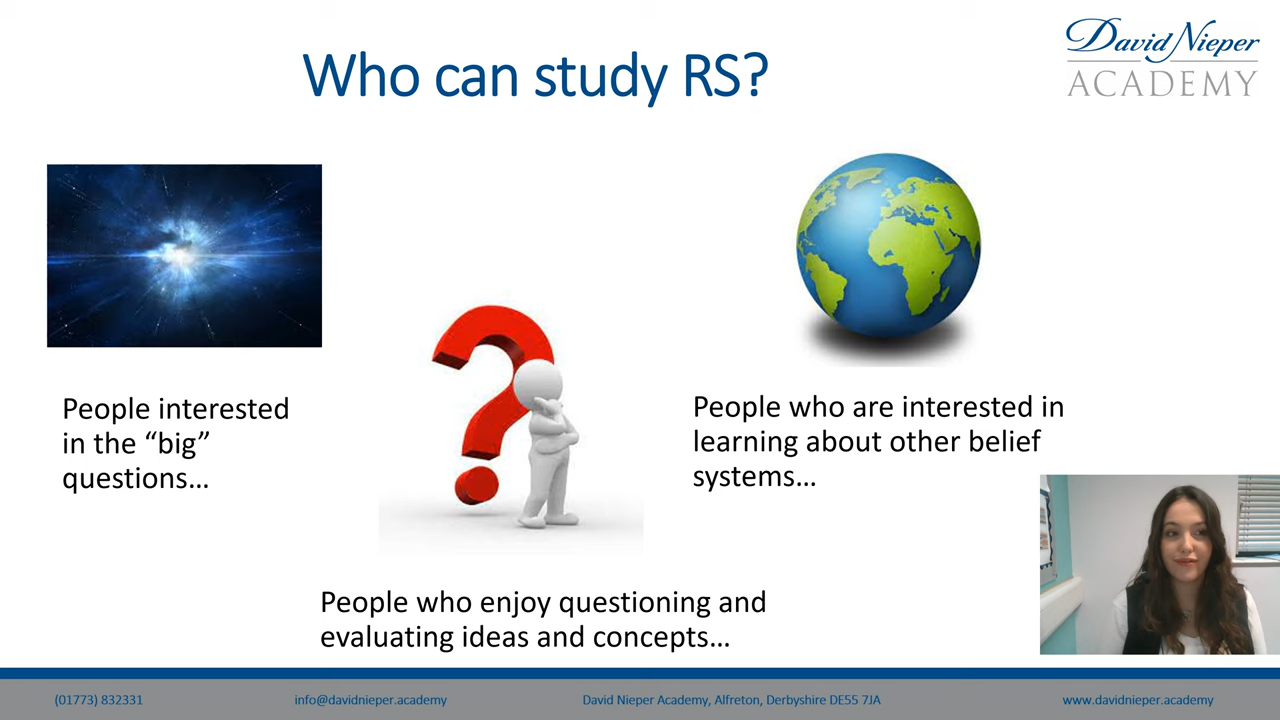 Who can study RS?
David Nieper
ACADEMY
People interested
in the “big”
questions…
People who are interested in
learning about other belief
systems…
People who enjoy questioning and
evaluating ideas and concepts…
(01773) 832331
info@davidnieper.academy
David Nieper Academy, Alfreton, Derbyshire DE55 7JA
www.davidnieper.academy